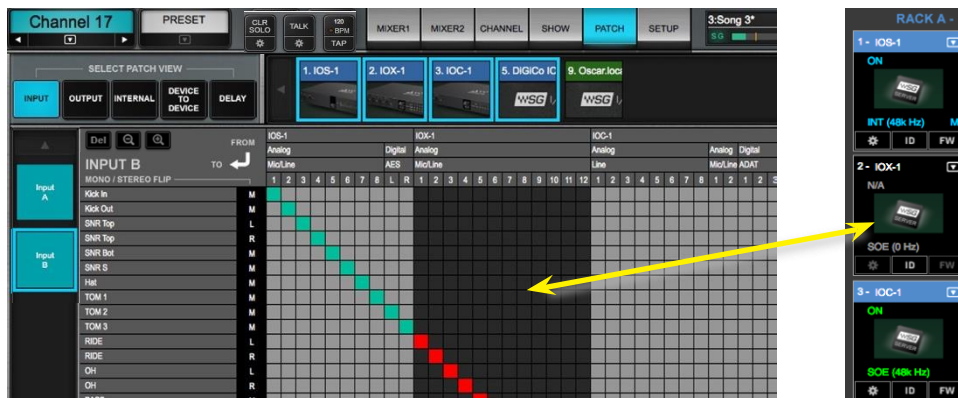 Channel 17
PRESET
CLR SOLO
TALK
120 - BPM
TAP
MIXER1
MIXER2
CHANNEL
SHOW
PATCH
SETUP
3:Song 3*
SG
SELECT PATCH VIEW
INPUT
OUTPUT
INTERNAL
DEVICE TO DEVICE
DELAY
1. IOS-1
2. IOX-1
3. IOC-1
5. DIGiCo IC
9. Oscar.loca
WSG
WSG
Del
FROM
INPUT B
TO
MONO / STEREO FLIP
IOS-1 IOX-1 IOC-1
Analog Digital Analog Analog Analog Digital
Mic/Line AES Mic/Line Line Mic/Line ADAT
1 2 3 4 5 6 7 8 L R 1 2 3 4 5 6 7 8 9 10 11 12 1 2 3 4 5 6 7 8 1 2 1 2 3
Input A
Input B
Kick In M
Kick Out M
SNR Top L
SNR Top R
SNR Bot M
SNR S M
Hat M
TOM 1 M
TOM 2 M
TOM 3 M
RIDE L
RIDE R
OH L
OH R
RACK A -
1 - IOS-1
ON
WSG SERVER
INT (48k Hz) M
ID FW
2 - IOX-1
N/A
WSG SERVER
SOE (0 Hz)
ID FW
3 - IOC-1
ON
WSG SERVER
SOE (48k Hz)
ID FW